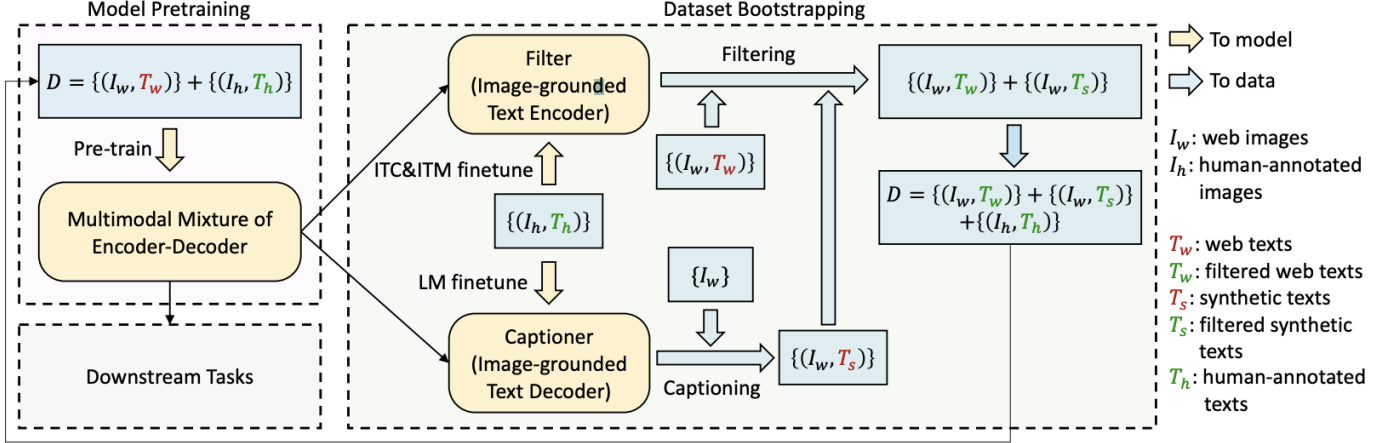 Model Pretraining
D = {(I_w, T_w)} + {(I_h, T_h)}
Pre-train
Multimodal Mixture of
Encoder-Decoder
Downstream Tasks
Dataset Bootstrapping
Filter
(Image-grounded
Text Encoder)
ITC&ITM finetune
{(I_h, T_h)}
LM finetune
Captioner
(Image-grounded
Text Decoder)
Filtering
{(I_w, T_w)}
{I_w}
Captioning
{(I_w, T_s)}
{(I_w, T_w)} + {(I_w, T_s)}
D = {(I_w, T_w)} + {(I_w, T_s)}
+{(I_h, T_h)}
To model
To data
I_w: web images
I_h: human-annotated
images
T_w: web texts
T_w: filtered web texts
T_s: synthetic texts
T_s: filtered synthetic
texts
T_h: human-annotated
texts